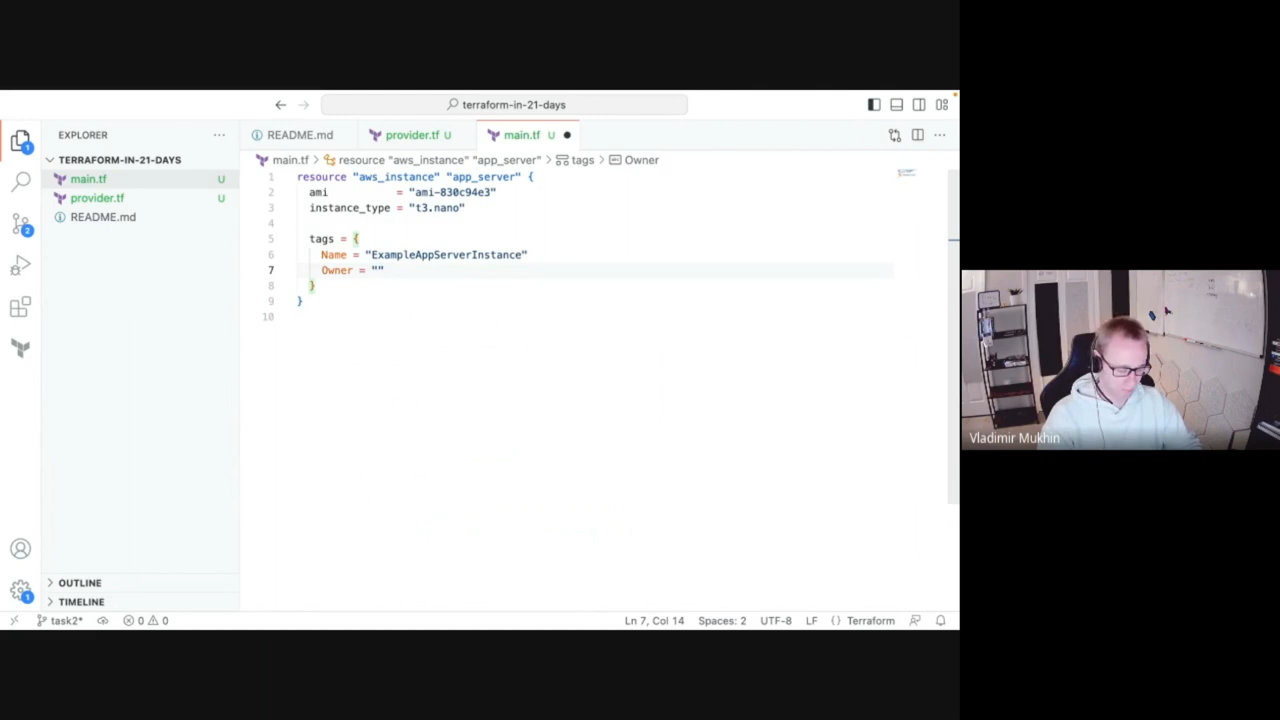 terraform-in-21-days
EXPLORER
README.md
provider.tf U
main.tf U
TERRAFORM-IN-21-DAYS
main.tf > resource "aws_instance" "app_server" > tags > Owner
main.tf U
provider.tf U
README.md
1 resource "aws_instance" "app_server" {
2 ami = "ami-830c94e3"
3 instance_type = "t3.nano"
4
5 tags = {
6 Name = "ExampleAppServerInstance"
7 Owner = ""
8 }
9 }
10
1
2
1
Vladimir Mukhin
OUTLINE
TIMELINE
task2* 0 0 Ln 7, Col 14 Spaces: 2 UTF-8 LF {} Terraform